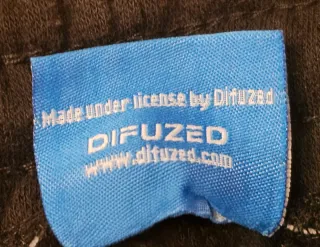 Made under license by Difuzed
DIFUZED
www.difuzed.com